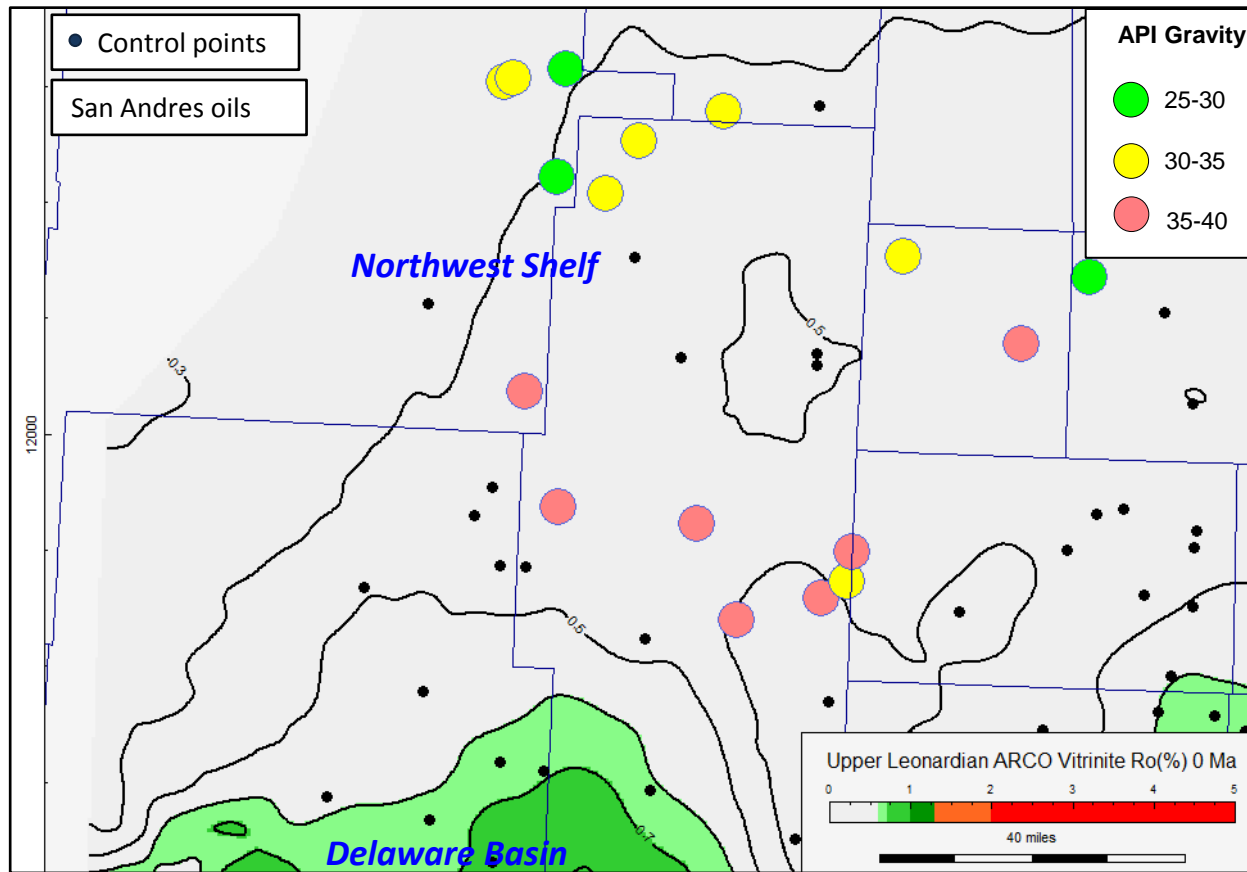 Control points
San Andres oils
API Gravity
25-30
30-35
35-40
Northwest Shelf
0.5
0.3
12000
0.5
Upper Leonardian ARCO Vitrinite Ro(%) 0 Ma
0 1 2 3 4 5
40 miles
0.7
Delaware Basin